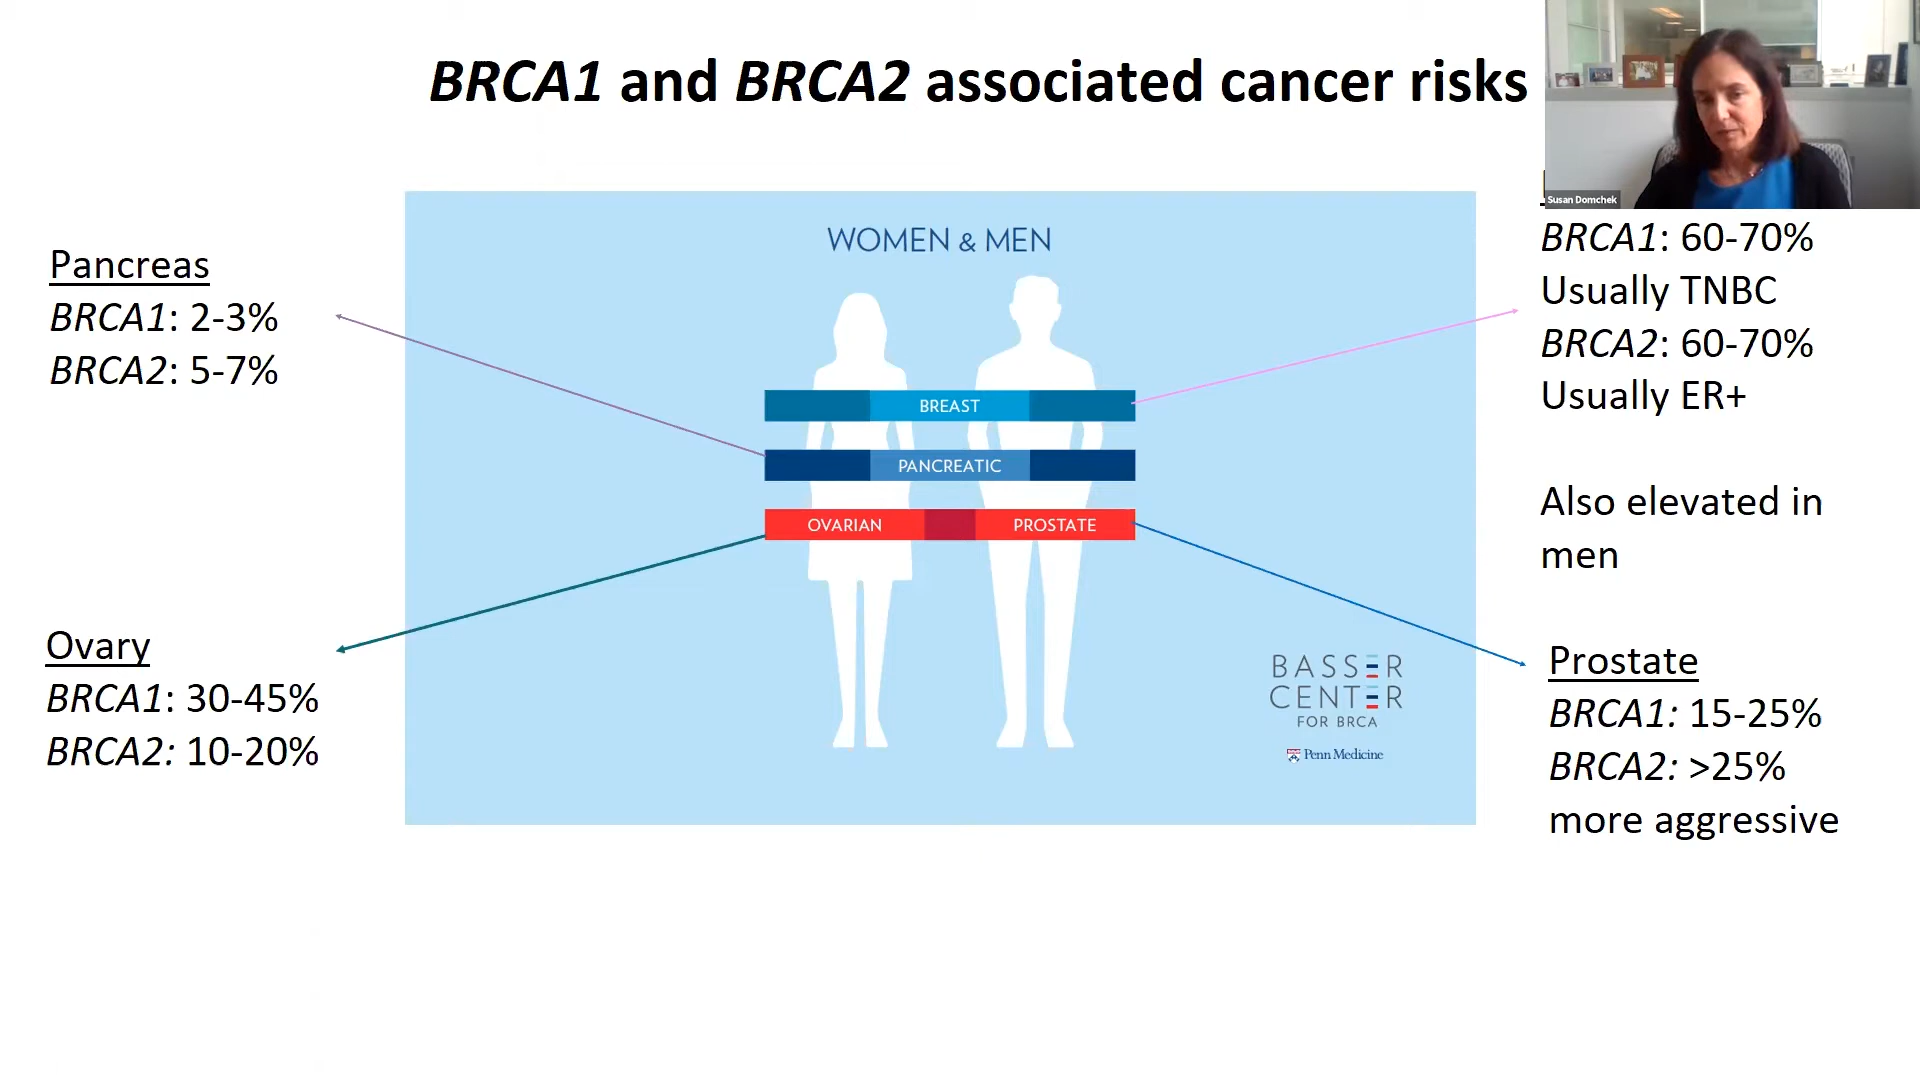 BRCA1 and BRCA2 associated cancer risks
Susan Domchek
WOMEN & MEN
Pancreas
BRCA1: 2-3%
BRCA2: 5-7%
BRCA1: 60-70%
Usually TNBC
BRCA2: 60-70%
Usually ER+
Also elevated in
men
BREAST
PANCREATIC
OVARIAN PROSTATE
Ovary
BRCA1: 30-45%
BRCA2: 10-20%
BASSER
CENTER
FOR BRCA
Penn Medicine
Prostate
BRCA1: 15-25%
BRCA2: >25%
more aggressive